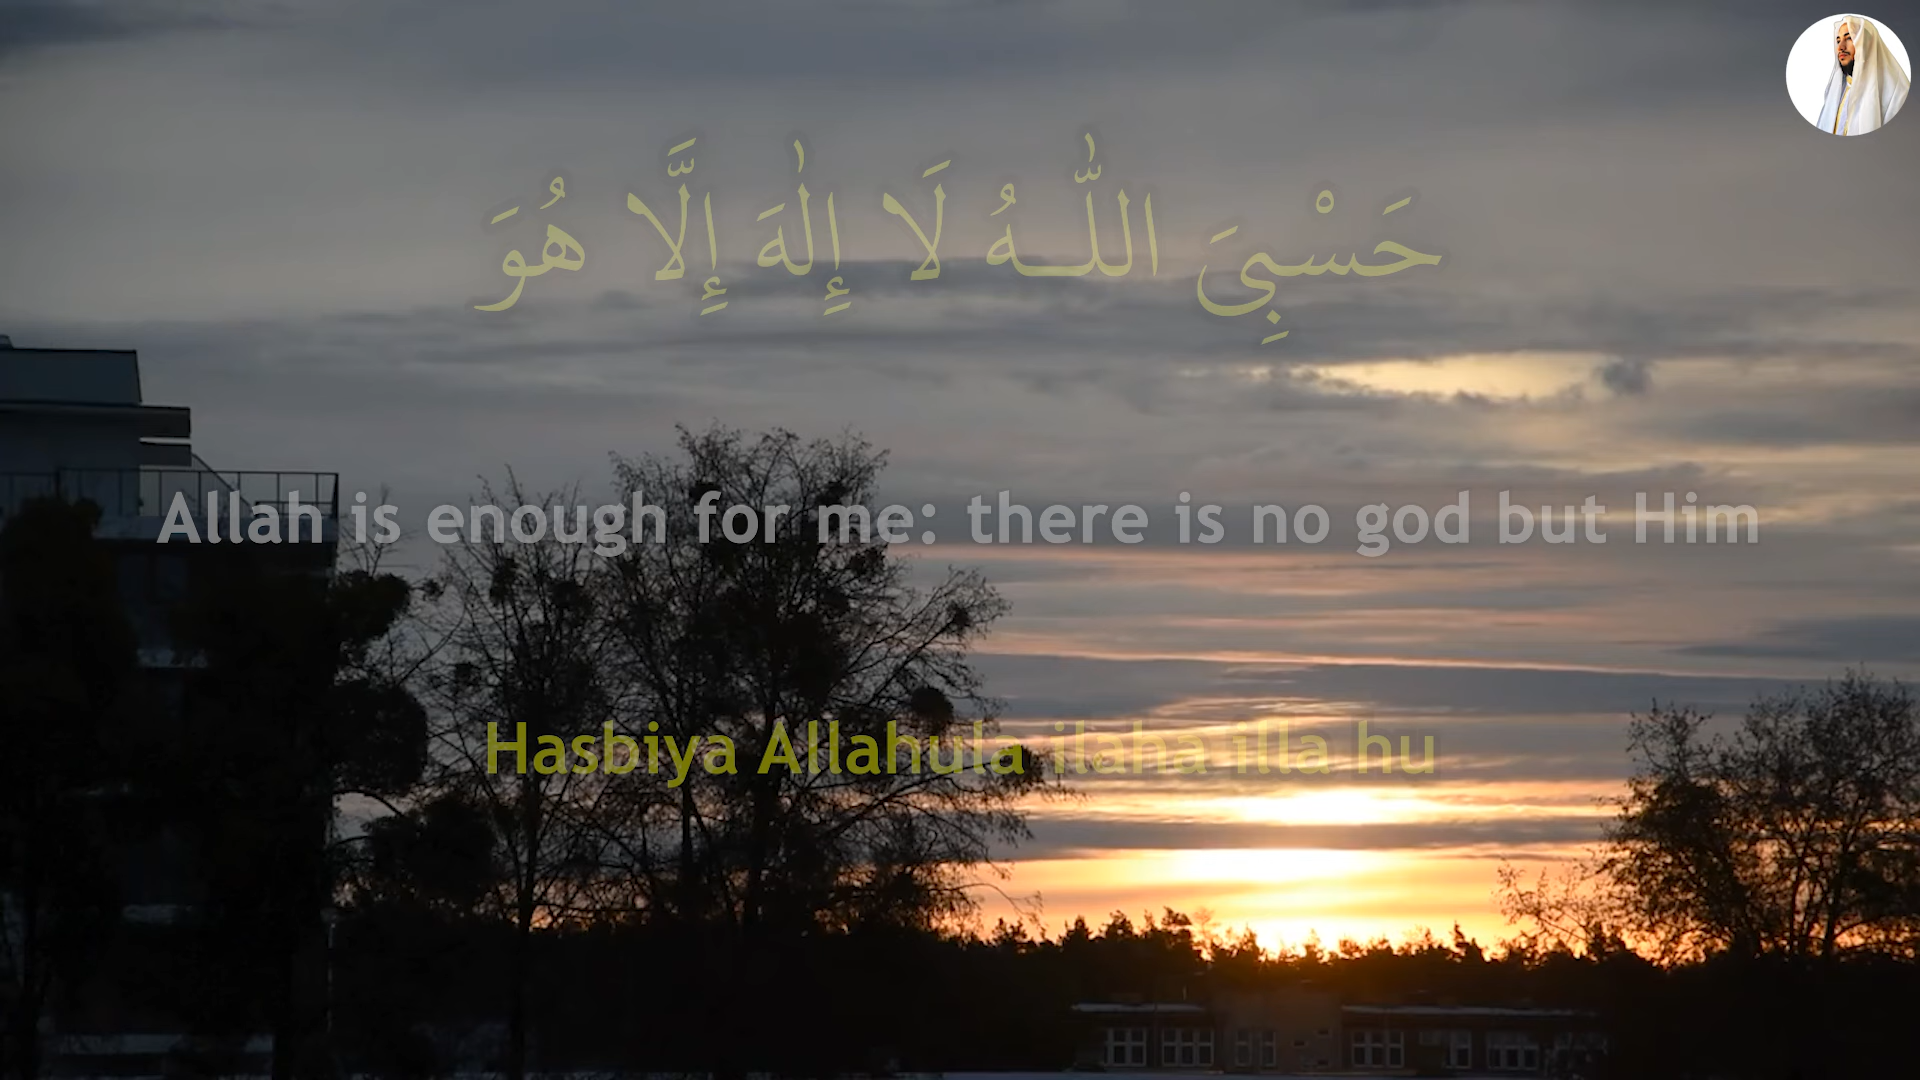 حَسْبِيَ اللّٰـهُ لَا إِلٰهَ إِلَّا هُوَ
Allah is enough for me: there is no god but Him
Hasbiya Allahula ilaha illa hu